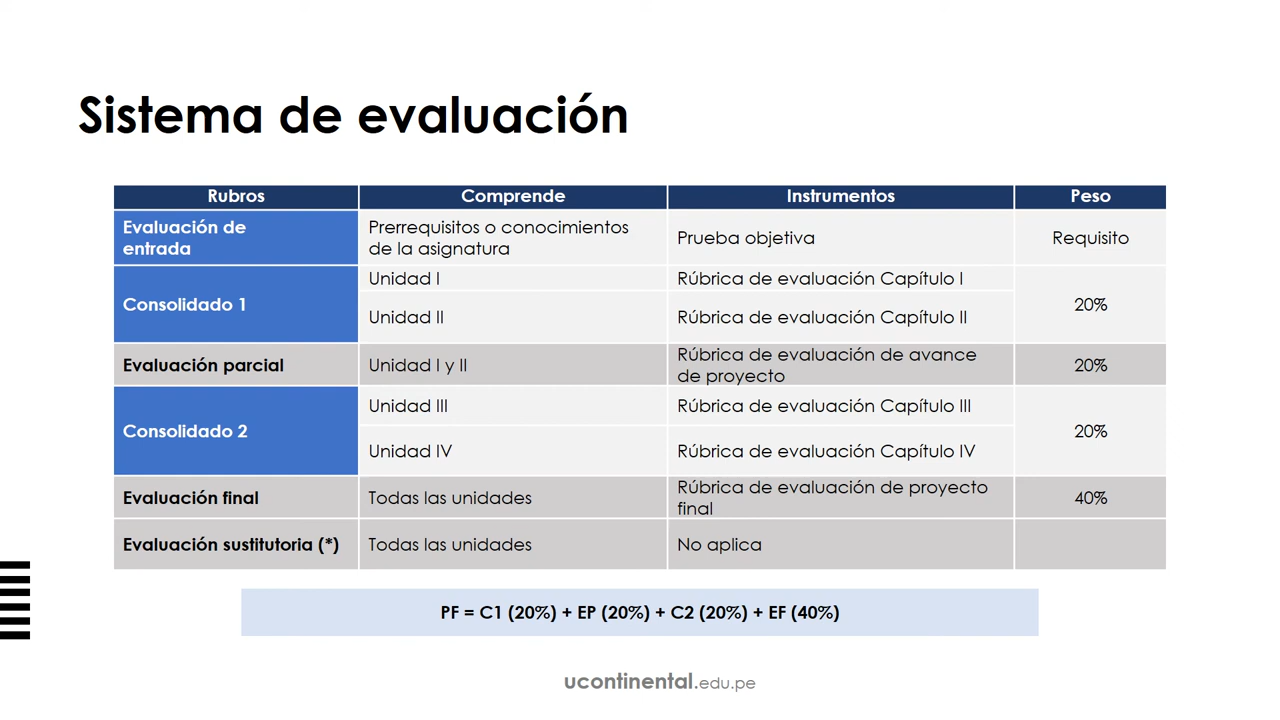 Sistema de evaluación
Rubros Comprende Instrumentos Peso
Evaluación de
entrada
Prerrequisitos o conocimientos
de la asignatura
Prueba objetiva
Requisito
Consolidado 1
Unidad I
Rúbrica de evaluación Capítulo I
Unidad II
Rúbrica de evaluación Capítulo II
20%
Evaluación parcial
Unidad I y II
Rúbrica de evaluación de avance
de proyecto
20%
Consolidado 2
Unidad III
Rúbrica de evaluación Capítulo III
Unidad IV
Rúbrica de evaluación Capítulo IV
20%
Evaluación final
Todas las unidades
Rúbrica de evaluación de proyecto
final
40%
Evaluación sustitutoria (*)
Todas las unidades
No aplica
PF = C1 (20%) + EP (20%) + C2 (20%) + EF (40%)
ucontinental.edu.pe